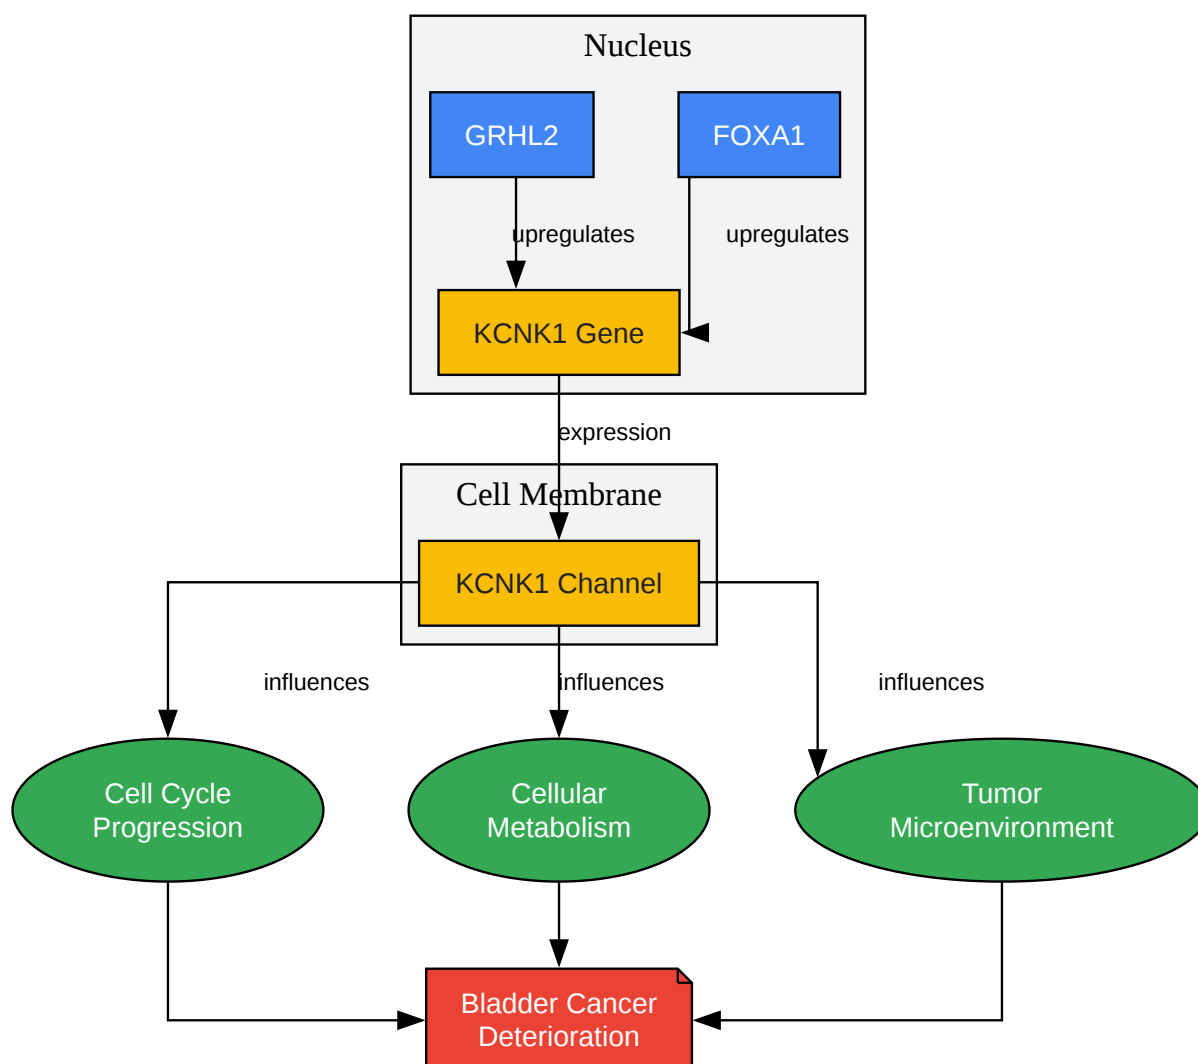 Nucleus
GRHL2
FOXA1
upregulates
upregulates
KCNK1 Gene
expression
Cell Membrane
KCNK1 Channel
influences
influences
influences
Cell Cycle
Progression
Cellular
Metabolism
Tumor
Microenvironment
Bladder Cancer
Deterioration